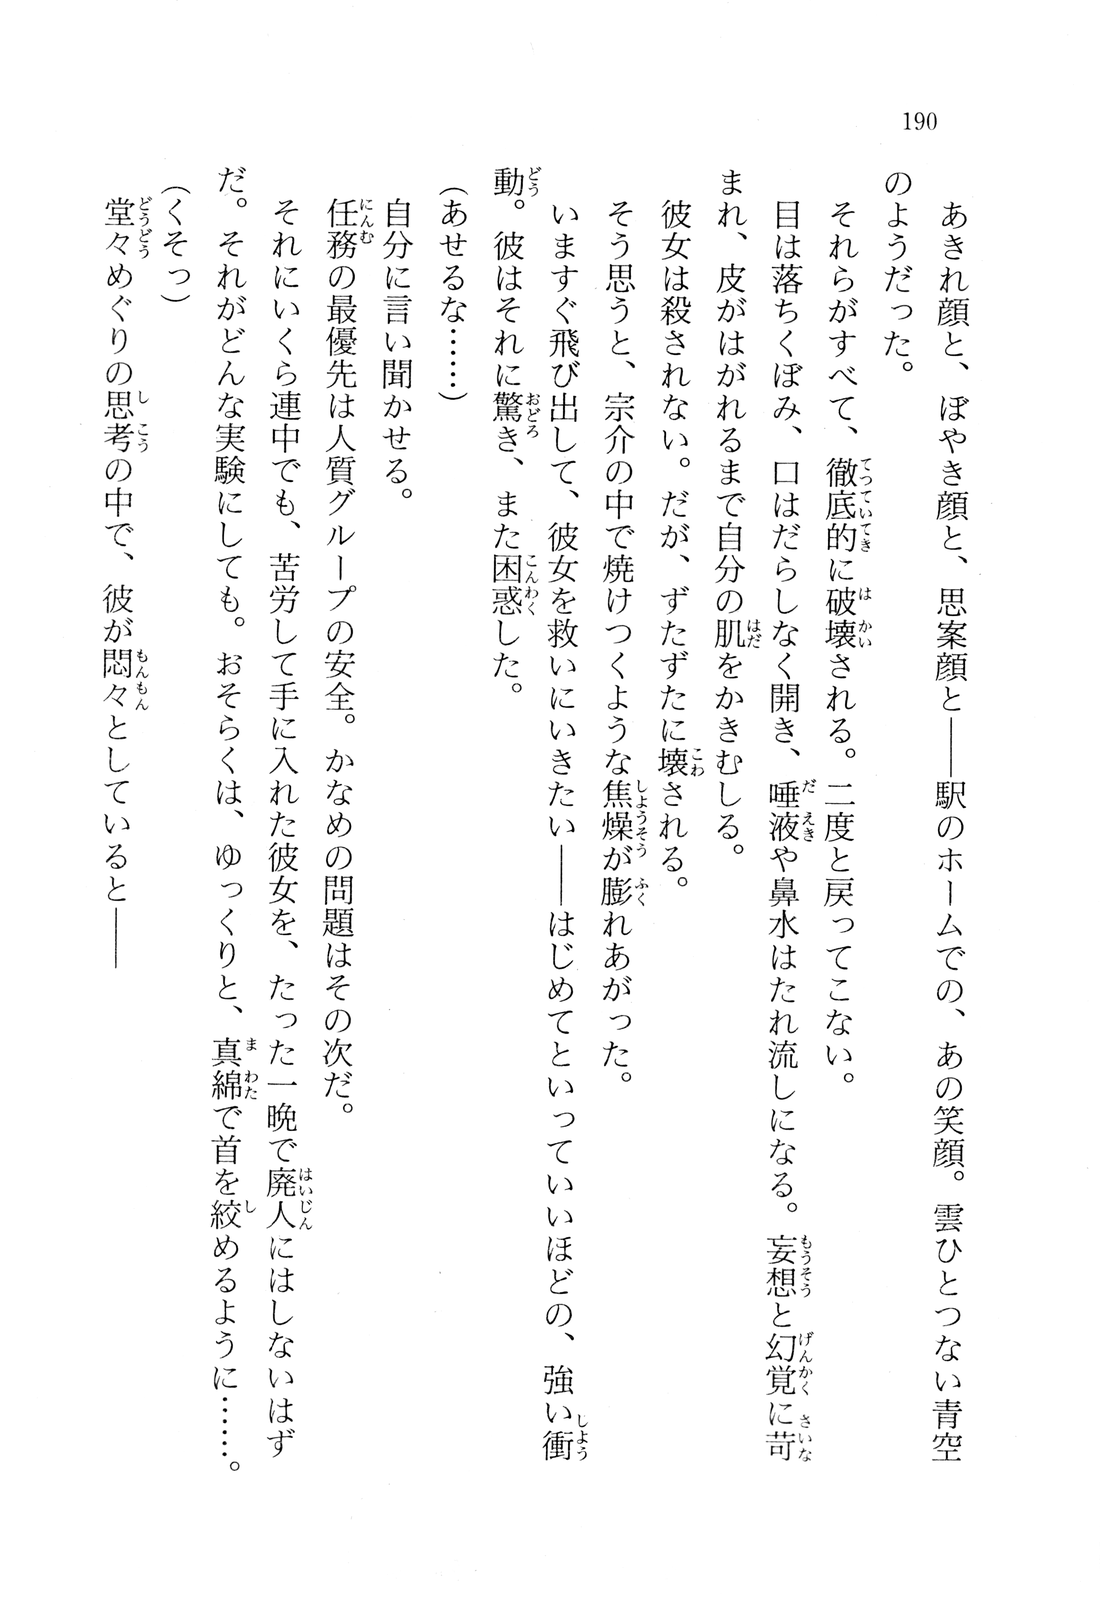 190
あきれ顔と、ぼやき顔と、思案顔と――駅のホームでの、あの笑顔。雲ひとつない青空
のようだった。
それらがすべて、徹底的に破壊される。二度と戻ってこない。
目は落ちくぼみ、口はだらしなく開き、唾液や鼻水はたれ流しになる。妄想と幻覚に苛
まれ、皮がはがれるまで自分の肌をかきむしる。
彼女は殺されない。だが、ずたずたに壊される。
そう思うと、宗介の中で焼けつくような焦燥が膨れあがった。
いますぐ飛び出して、彼女を救いにいきたい――はじめてといっていいほどの、強い衝
動。彼はそれに驚き、また困惑した。
(あせるな……)
自分に言い聞かせる。
任務の最優先は人質グループの安全。かなめの問題はその次だ。
それにいくら連中でも、苦労して手に入れた彼女を、たった一晩で廃人にはしないはず
だ。それがどんな実験にしても。おそらくは、ゆっくりと、真綿で首を絞めるように……。
(くそっ)
堂々めぐりの思考の中で、彼が悶々としていると――